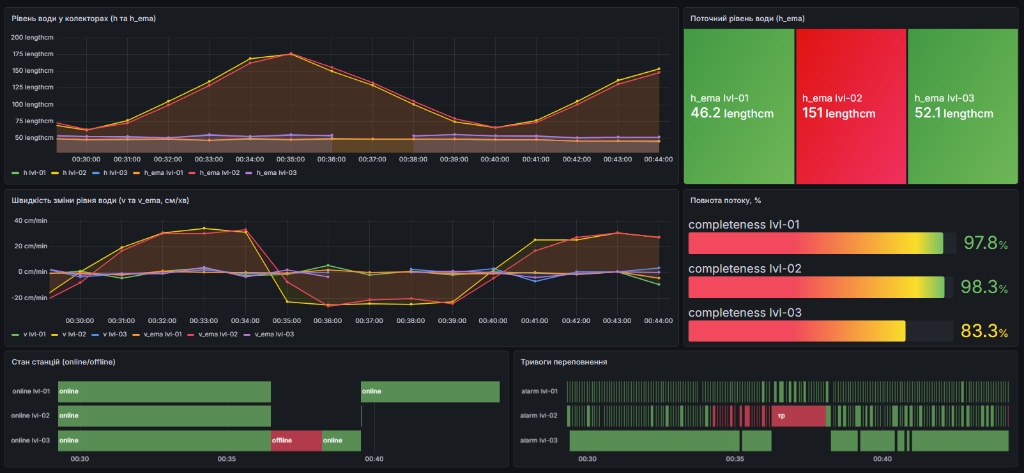 Рівень води у колекторах (h та h_ema)
200 lengthcm
175 lengthcm
150 lengthcm
125 lengthcm
100 lengthcm
75 lengthcm
50 lengthcm
00:30:00 00:31:00 00:32:00 00:33:00 00:34:00 00:35:00 00:36:00 00:37:00 00:38:00 00:39:00 00:40:00 00:41:00 00:42:00 00:43:00 00:44:00
h lvl-01 h lvl-02 h lvl-03 h_ema lvl-01 h_ema lvl-02 h_ema lvl-03
Поточний рівень води (h_ema)
h_ema lvl-01
46.2 lengthcm
h_ema lvl-02
151 lengthcm
h_ema lvl-03
52.1 lengthcm
Швидкість зміни рівня води (v та v_ema, см/хв)
40 cm/min
20 cm/min
0 cm/min
-20 cm/min
00:30:00 00:31:00 00:32:00 00:33:00 00:34:00 00:35:00 00:36:00 00:37:00 00:38:00 00:39:00 00:40:00 00:41:00 00:42:00 00:43:00 00:44:00
v lvl-01 v lvl-02 v lvl-03 v_ema lvl-01 v_ema lvl-02 v_ema lvl-03
Повнота потоку, %
completeness lvl-01
97.8%
completeness lvl-02
98.3%
completeness lvl-03
83.3%
Стан станцій (online/offline)
online lvl-01 online online
online lvl-02 online
online lvl-03 online offline online
00:30 00:35 00:40
Тривоги переповнення
alarm lvl-01
alarm lvl-02 тр
alarm lvl-03
00:30 00:35 00:40